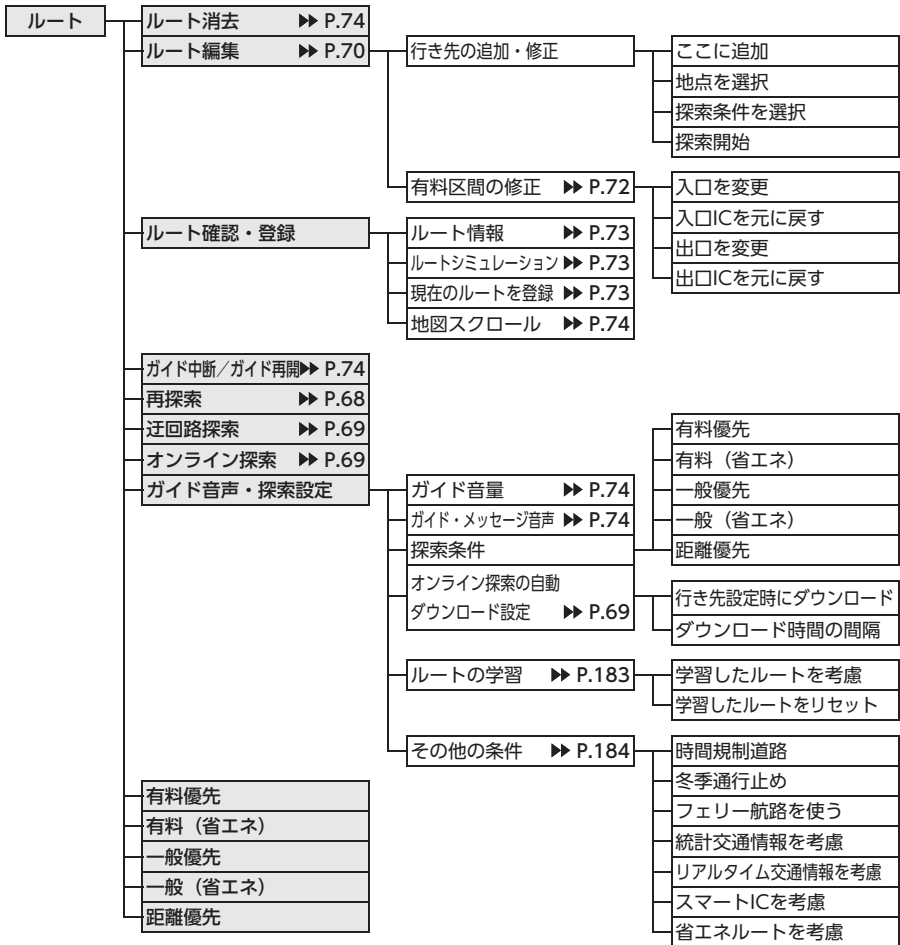 ルート
ルート消去 ▶▶ P.74
ルート編集 ▶▶ P.70
行き先の追加・修正
ここに追加
地点を選択
探索条件を選択
探索開始
有料区間の修正 ▶▶ P.72
入口を変更
入口ICを元に戻す
出口を変更
出口ICを元に戻す
ルート確認・登録
ルート情報 ▶▶ P.73
ルートシミュレーション ▶▶ P.73
現在のルートを登録 ▶▶ P.73
地図スクロール ▶▶ P.74
ガイド中断／ガイド再開▶▶ P.74
再探索 ▶▶ P.68
迂回路探索 ▶▶ P.69
オンライン探索 ▶▶ P.69
ガイド音声・探索設定
ガイド音量 ▶▶ P.74
ガイド・メッセージ音声 ▶▶ P.74
探索条件
有料優先
有料（省エネ）
一般優先
一般（省エネ）
距離優先
オンライン探索の自動
ダウンロード設定 ▶▶ P.69
行き先設定時にダウンロード
ダウンロード時間の間隔
ルートの学習 ▶▶ P.183
学習したルートを考慮
学習したルートをリセット
その他の条件 ▶▶ P.184
時間規制道路
冬季通行止め
フェリー航路を使う
統計交通情報を考慮
リアルタイム交通情報を考慮
スマートICを考慮
省エネルートを考慮
有料優先
有料（省エネ）
一般優先
一般（省エネ）
距離優先